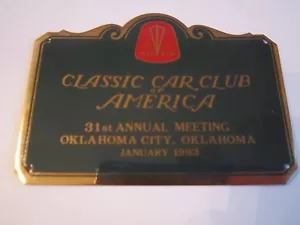 CLASSIC CAR CLUB
OF
AMERICA
31st ANNUAL MEETING
OKLAHOMA CITY, OKLAHOMA
JANUARY 1983